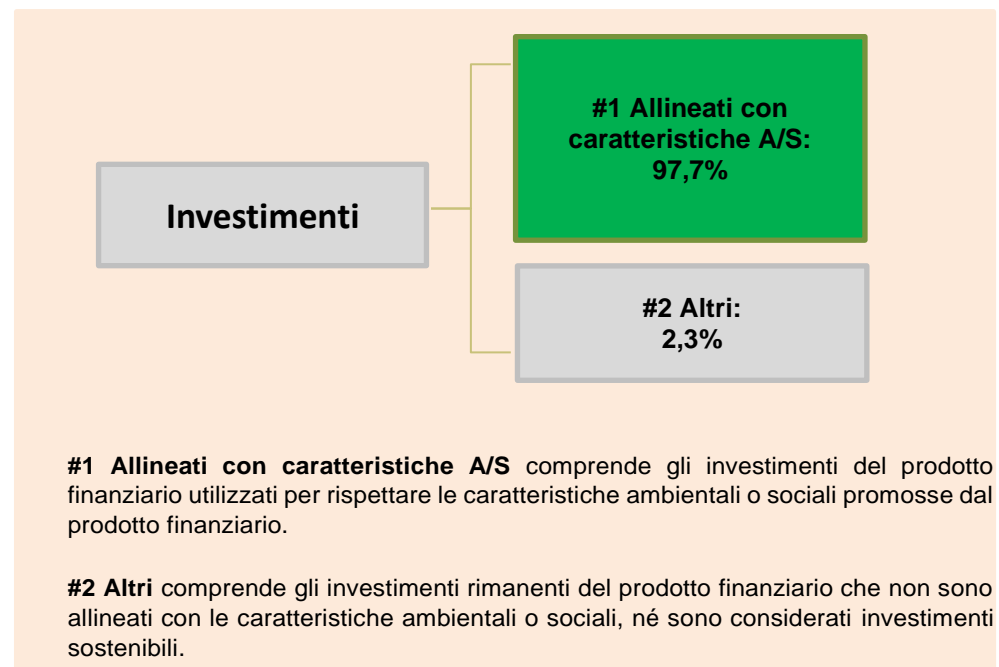 #1 Allineati con
caratteristiche A/S:
97,7%
Investimenti
#2 Altri:
2,3%
#1 Allineati con caratteristiche A/S comprende gli investimenti del prodotto
finanziario utilizzati per rispettare le caratteristiche ambientali o sociali promosse dal
prodotto finanziario.
#2 Altri comprende gli investimenti rimanenti del prodotto finanziario che non sono
allineati con le caratteristiche ambientali o sociali, né sono considerati investimenti
sostenibili.